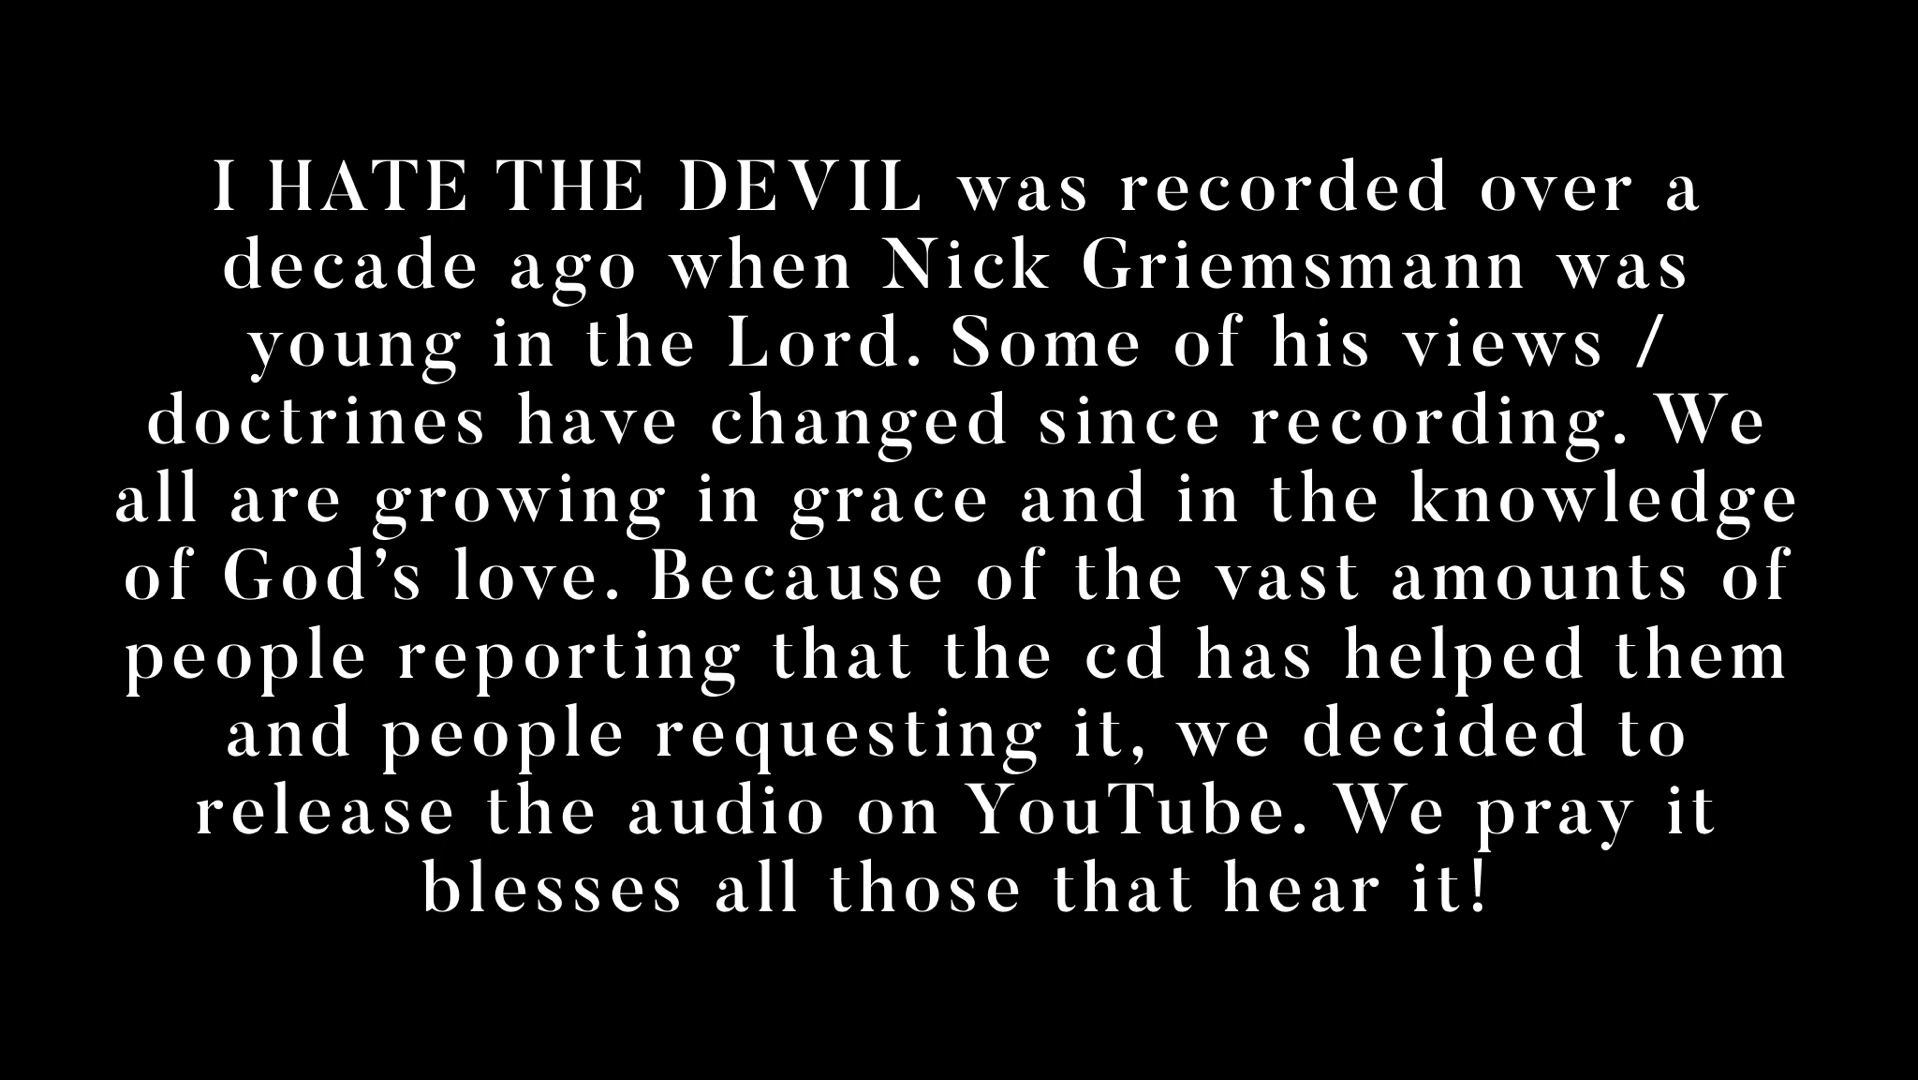 I HATE THE DEVIL was recorded over a
decade ago when Nick Griemsmann was
young in the Lord. Some of his views /
doctrines have changed since recording. We
all are growing in grace and in the knowledge
of God’s love. Because of the vast amounts of
people reporting that the cd has helped them
and people requesting it, we decided to
release the audio on YouTube. We pray it
blesses all those that hear it!